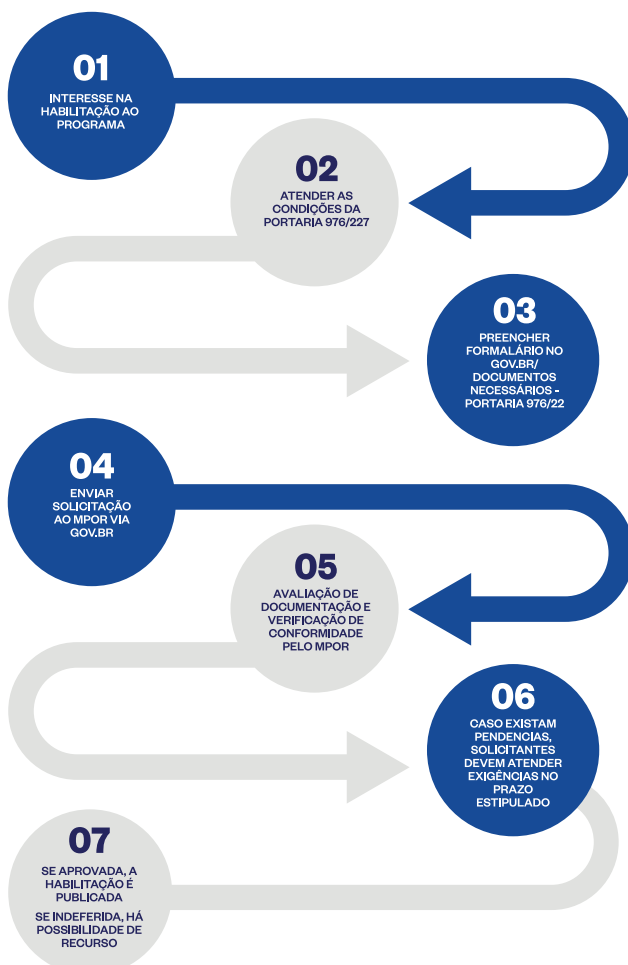 01
INTERESSE NA
HABILITAÇÃO AO
PROGRAMA
02
ATENDER AS
CONDIÇÕES DA
PORTARIA 976/227
03
PREENCHER
FORMALÁRIO NO
GOV.BR/
DOCUMENTOS
NECESSÁRIOS -
PORTARIA 976/22
04
ENVIAR
SOLICITAÇÃO
AO MPOR VIA
GOV.BR
05
AVALIAÇÃO DE
DOCUMENTAÇÃO E
VERIFICAÇÃO DE
CONFORMIDADE
PELO MPOR
06
CASO EXISTAM
PENDENCIAS,
SOLICITANTES
DEVEM ATENDER
EXIGÊNCIAS NO
PRAZO
ESTIPULADO
07
SE APROVADA, A
HABILITAÇÃO É
PUBLICADA
SE INDEFERIDA, HÁ
POSSIBILIDADE DE
RECURSO